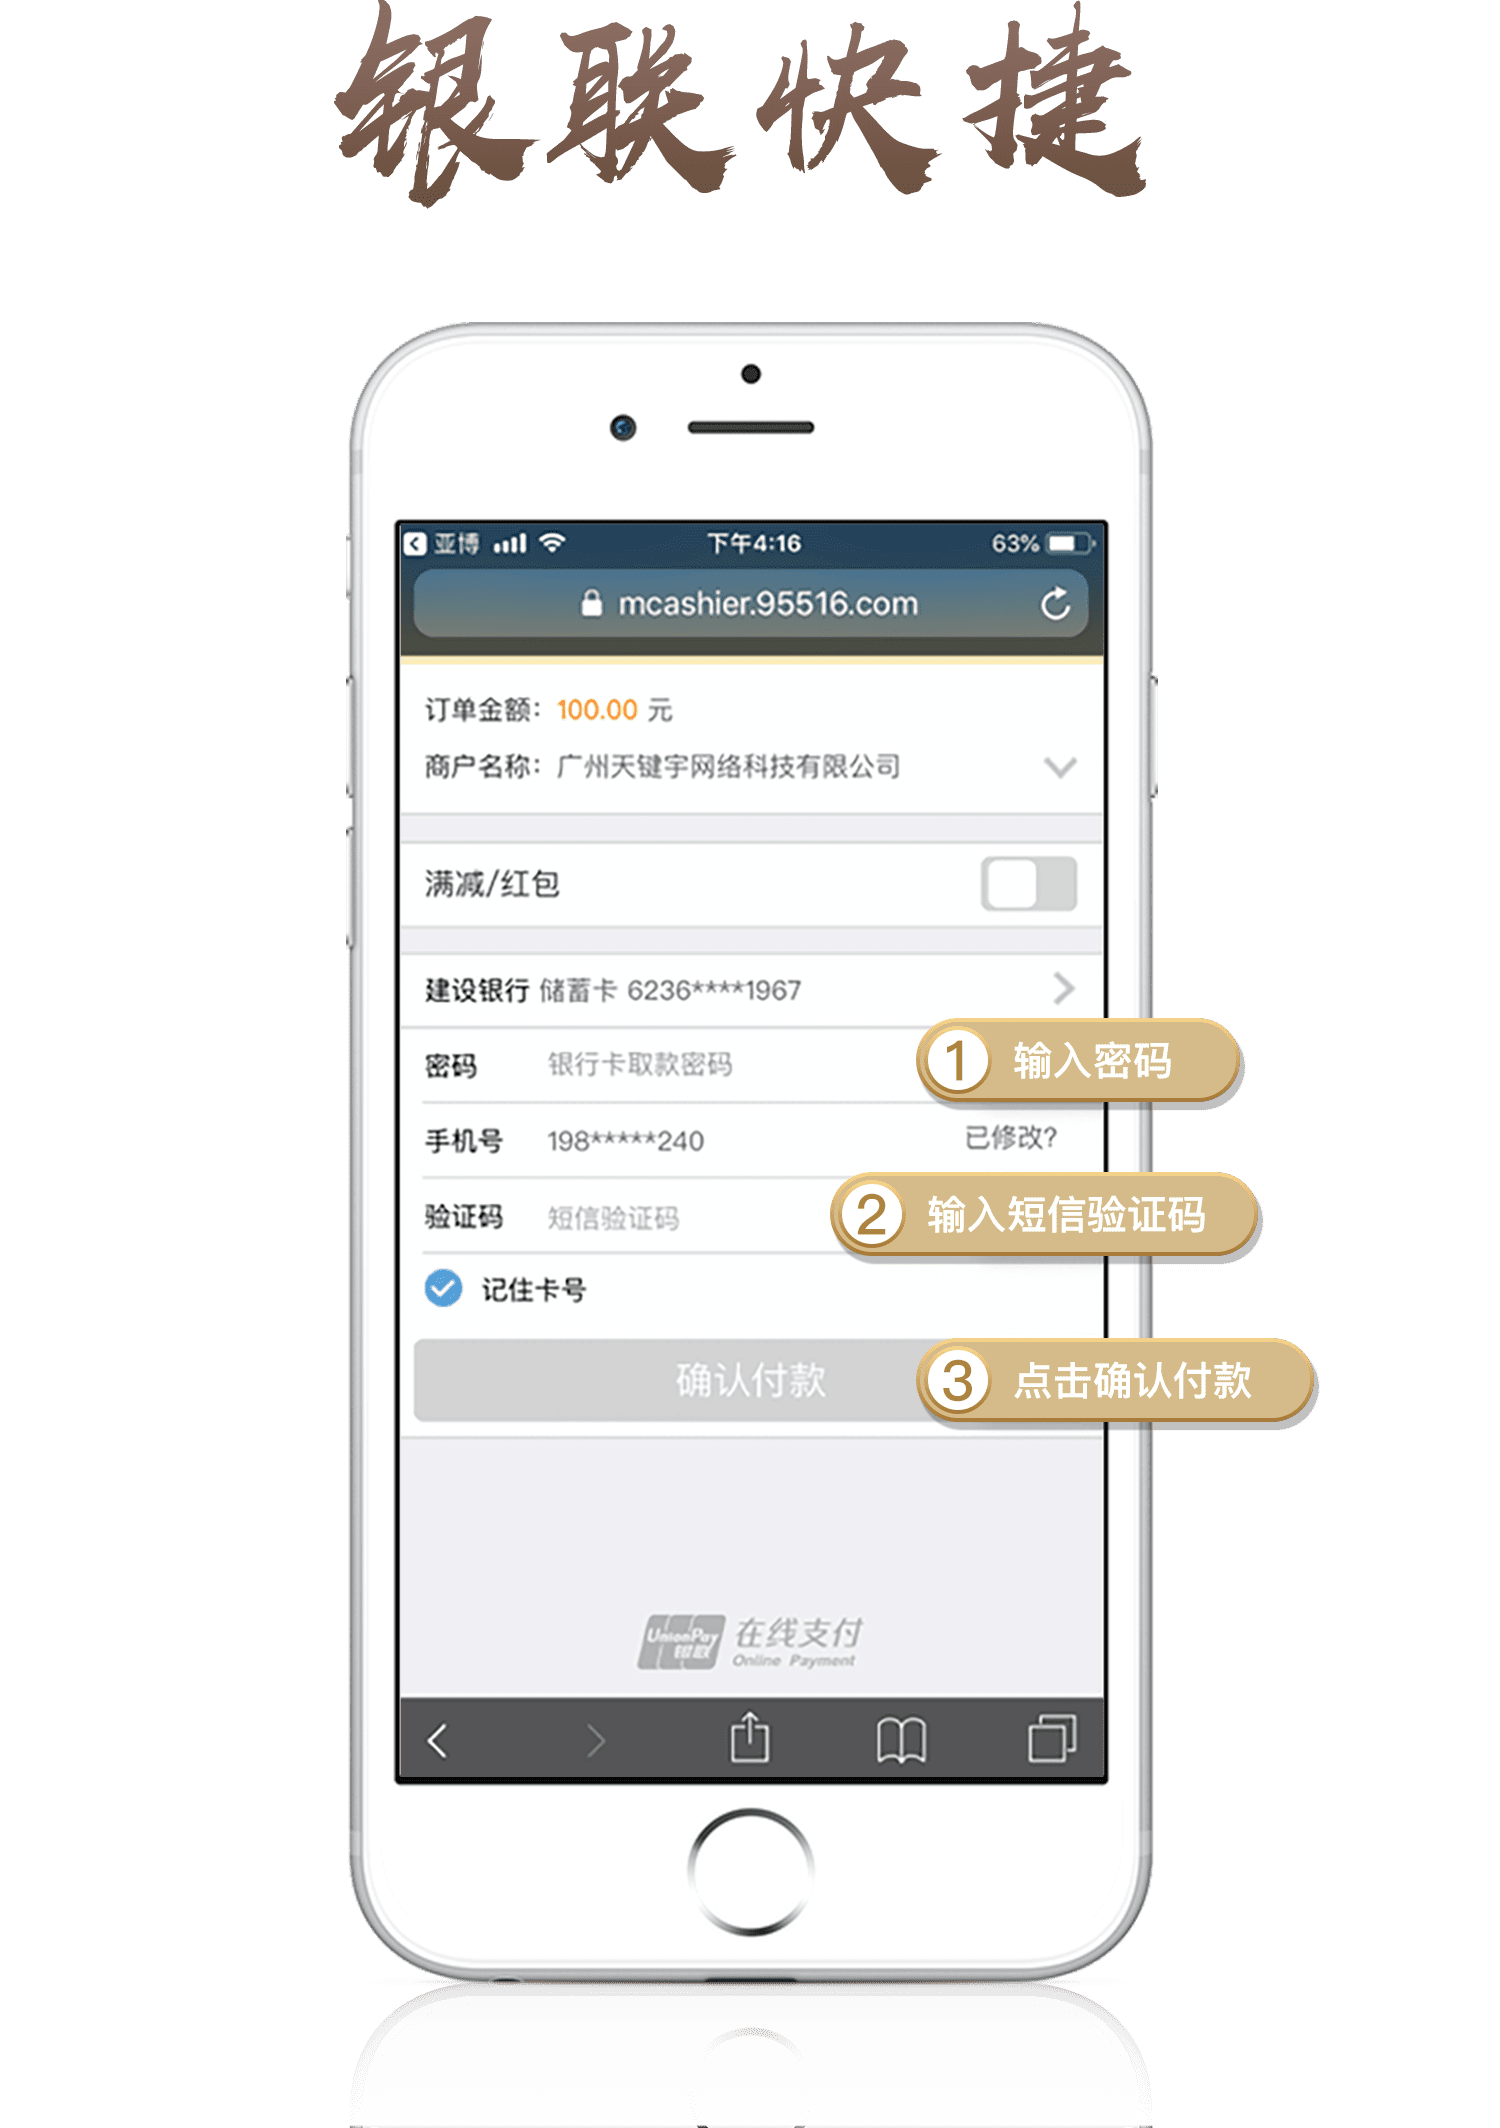 银联快捷
亚博 下午4:16 63%
mcashier.95516.com
订单金额： 100.00 元
商户名称： 广州天键宇网络科技有限公司
满减/红包
建设银行 储蓄卡 6236****1967
密码 银行卡取款密码 1 输入密码
手机号 198*****240 已修改?
验证码 短信验证码 2 输入短信验证码
记住卡号
确认付款 3 点击确认付款
UnionPay 在线支付
银联 Online Payment